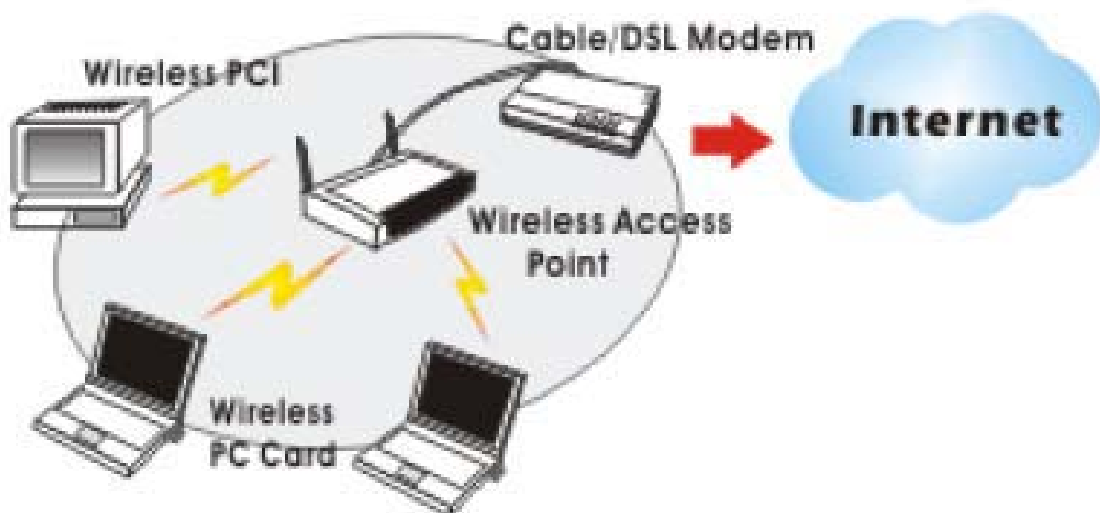 Cable/DSL Modem
Wireless PCI
Internet
Wireless Access
Point
Wireless
PC Card